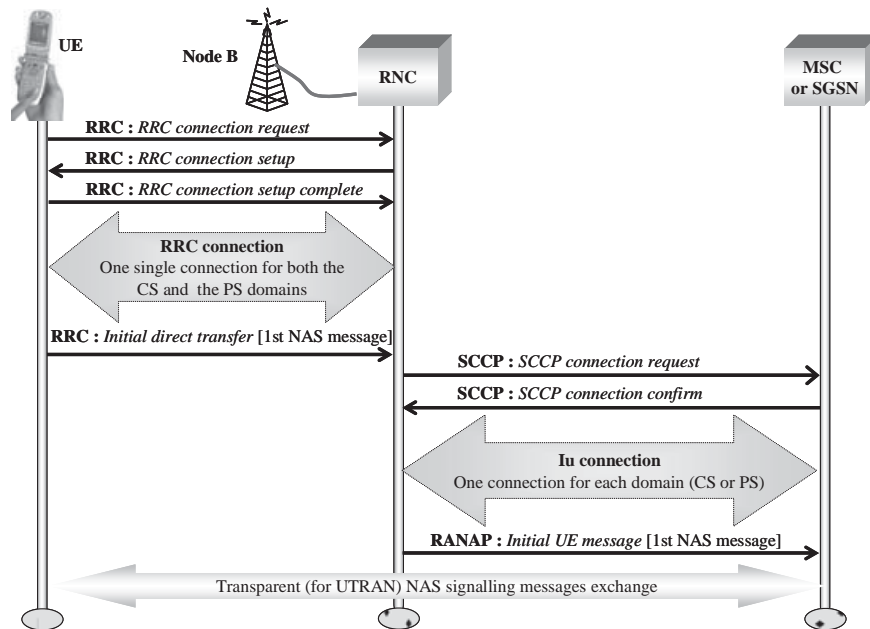 UE
Node B
RNC
MSC
or SGSN
RRC : RRC connection request
RRC : RRC connection setup
RRC : RRC connection setup complete
RRC connection
One single connection for both the
CS and the PS domains
RRC : Initial direct transfer [1st NAS message]
SCCP : SCCP connection request
SCCP : SCCP connection confirm
Iu connection
One connection for each domain (CS or PS)
RANAP : Initial UE message [1st NAS message]
Transparent (for UTRAN) NAS signalling messages exchange